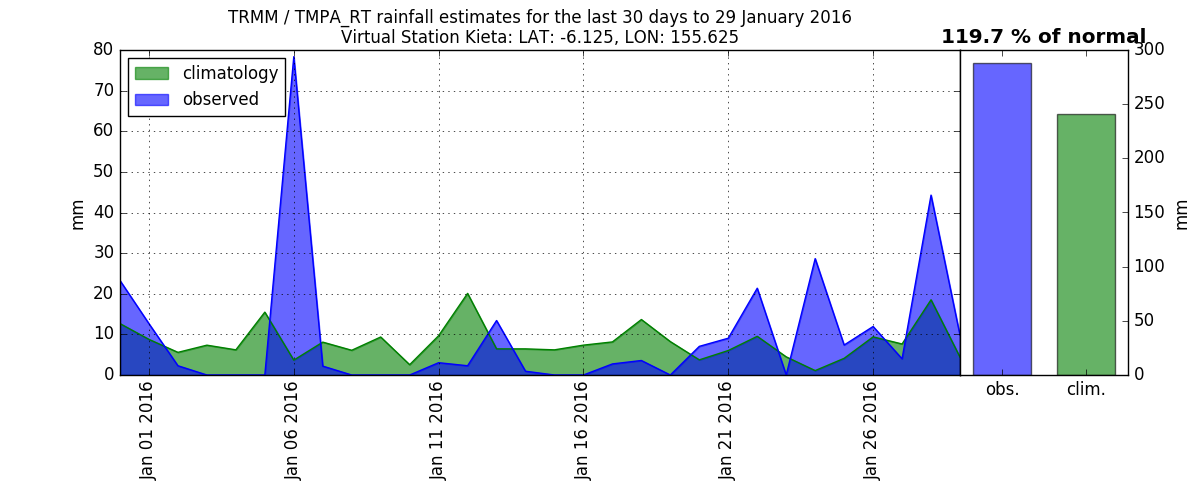 TRMM / TMPA_RT rainfall estimates for the last 30 days to 29 January 2016
Virtual Station Kieta: LAT: -6.125, LON: 155.625
119.7 % of normal
climatology
observed
80
70
60
50
40
30
20
10
0
mm
Jan 01 2016
Jan 06 2016
Jan 11 2016
Jan 16 2016
Jan 21 2016
Jan 26 2016
obs.
clim.
300
250
200
150
100
50
0
mm